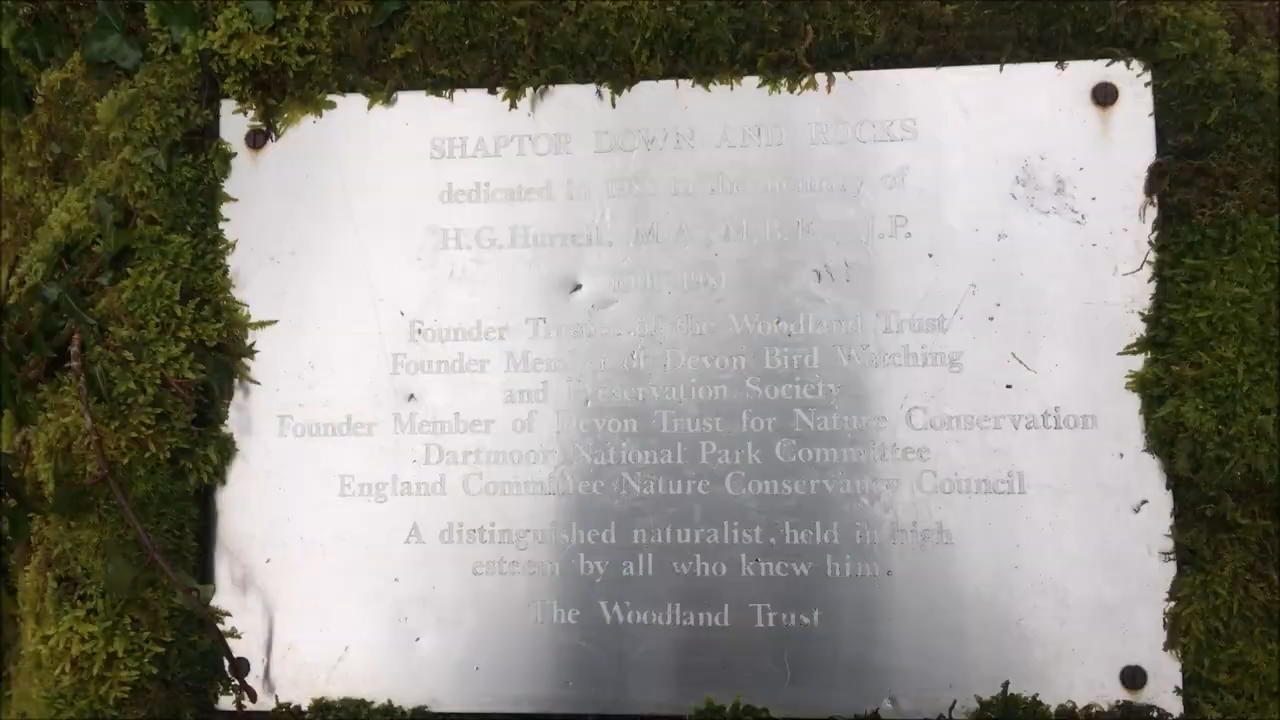 SHAPTOR DOWN AND ROCKS
dedicated in the memory of
H.G.Hurrell, M.A., M.B.E., J.P.
1981
Founder Trustee of the Woodland Trust
Founder Member of Devon Bird Watching
and Preservation Society
Founder Member of Devon Trust for Nature Conservation
Dartmoor National Park Committee
England Committee Nature Conservancy Council
A distinguished naturalist, held in high
esteem by all who knew him.
The Woodland Trust